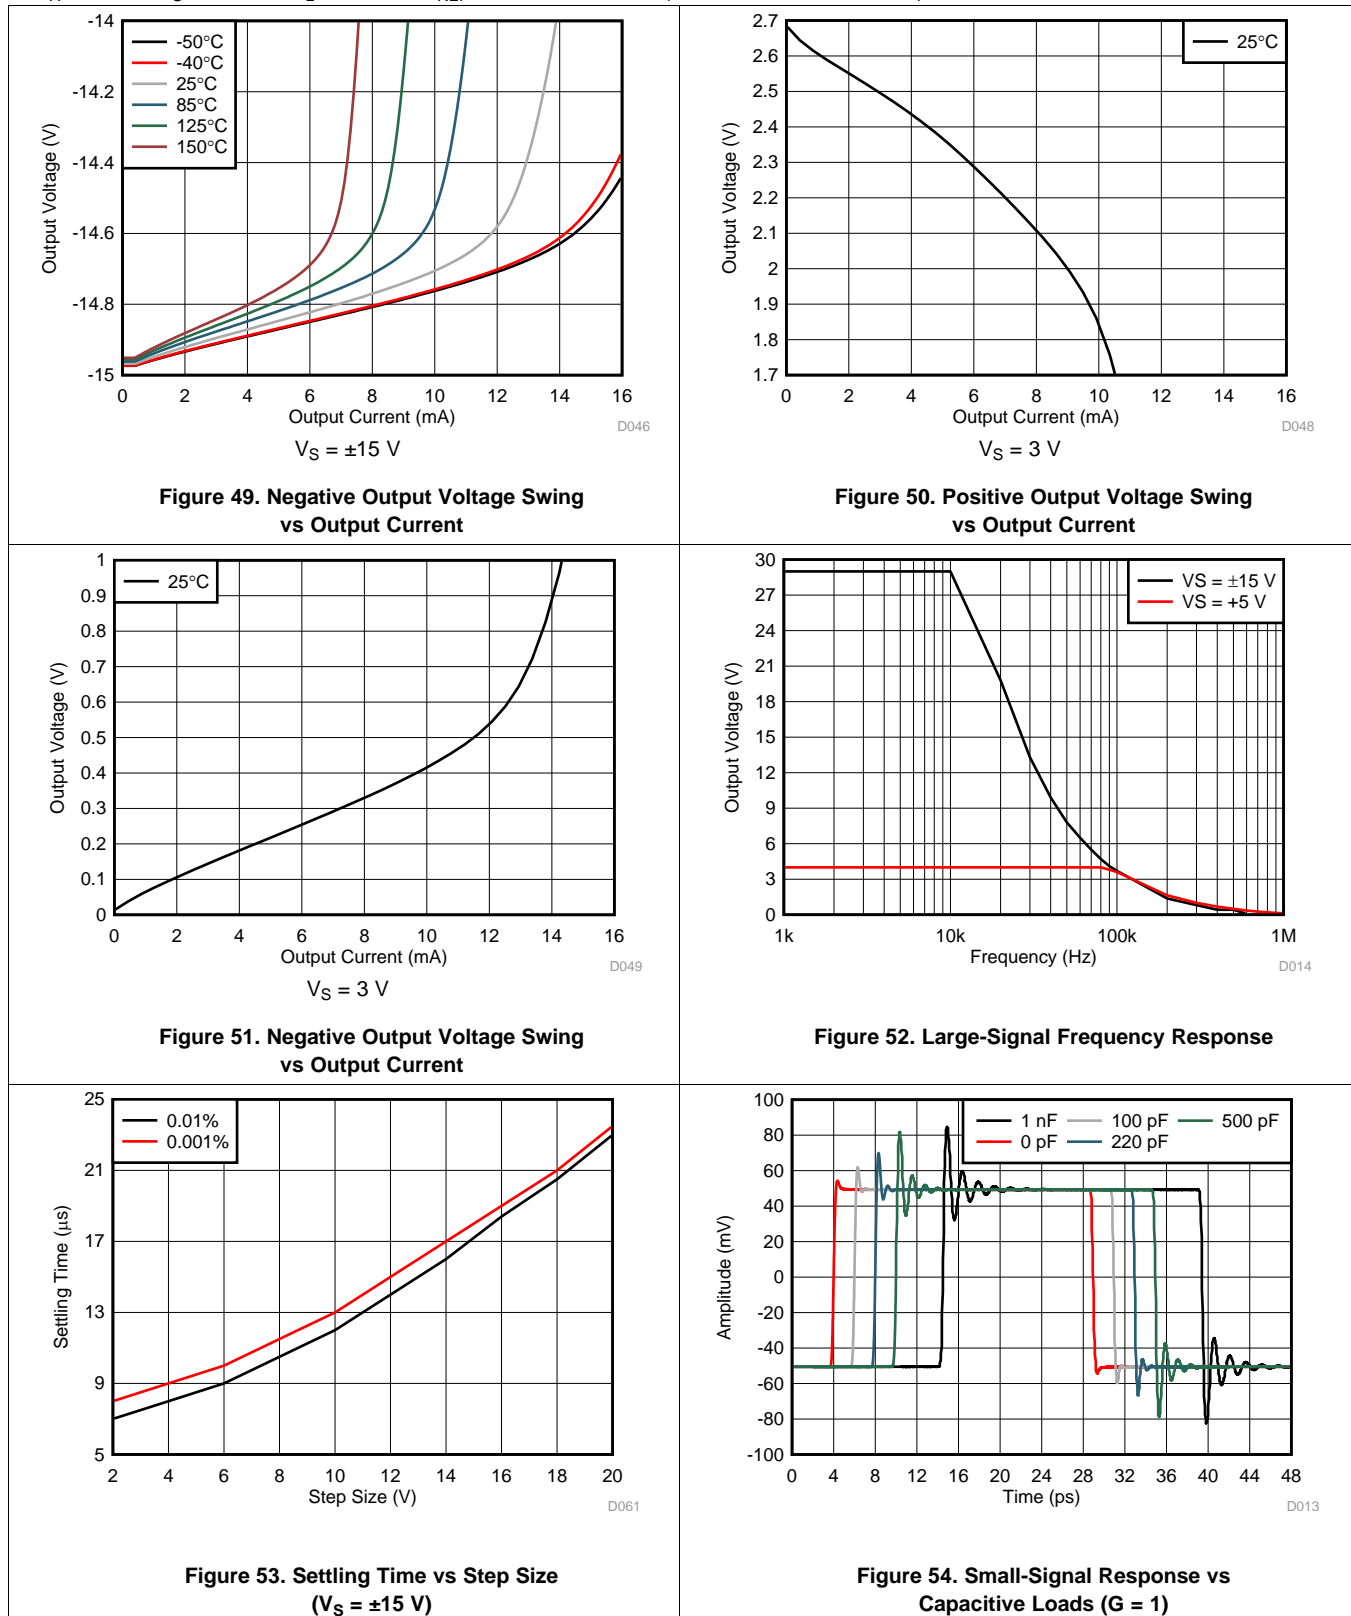 -14
-14.2
-14.4
-14.6
-14.8
-15
Output Voltage (V)
-50°C
-40°C
25°C
85°C
125°C
150°C
0 2 4 6 8 10 12 14 16
Output Current (mA)
D046
V_S = ±15 V
Figure 49. Negative Output Voltage Swing
vs Output Current
2.7
2.6
2.5
2.4
2.3
2.2
2.1
2
1.9
1.8
1.7
Output Voltage (V)
25°C
0 2 4 6 8 10 12 14 16
Output Current (mA)
D048
V_S = 3 V
Figure 50. Positive Output Voltage Swing
vs Output Current
1
0.9
0.8
0.7
0.6
0.5
0.4
0.3
0.2
0.1
0
Output Voltage (V)
25°C
0 2 4 6 8 10 12 14 16
Output Current (mA)
D049
V_S = 3 V
Figure 51. Negative Output Voltage Swing
vs Output Current
30
27
24
21
18
15
12
9
6
3
0
Output Voltage (V)
VS = ±15 V
VS = +5 V
1k 10k 100k 1M
Frequency (Hz)
D014
Figure 52. Large-Signal Frequency Response
25
21
17
13
9
5
Settling Time (µs)
0.01%
0.001%
2 4 6 8 10 12 14 16 18 20
Step Size (V)
D061
Figure 53. Settling Time vs Step Size
(V_S = ±15 V)
100
80
60
40
20
0
-20
-40
-60
-80
-100
Amplitude (mV)
1 nF 100 pF 500 pF
0 pF 220 pF
0 4 8 12 16 20 24 28 32 36 40 44 48
Time (ps)
D013
Figure 54. Small-Signal Response vs
Capacitive Loads (G = 1)